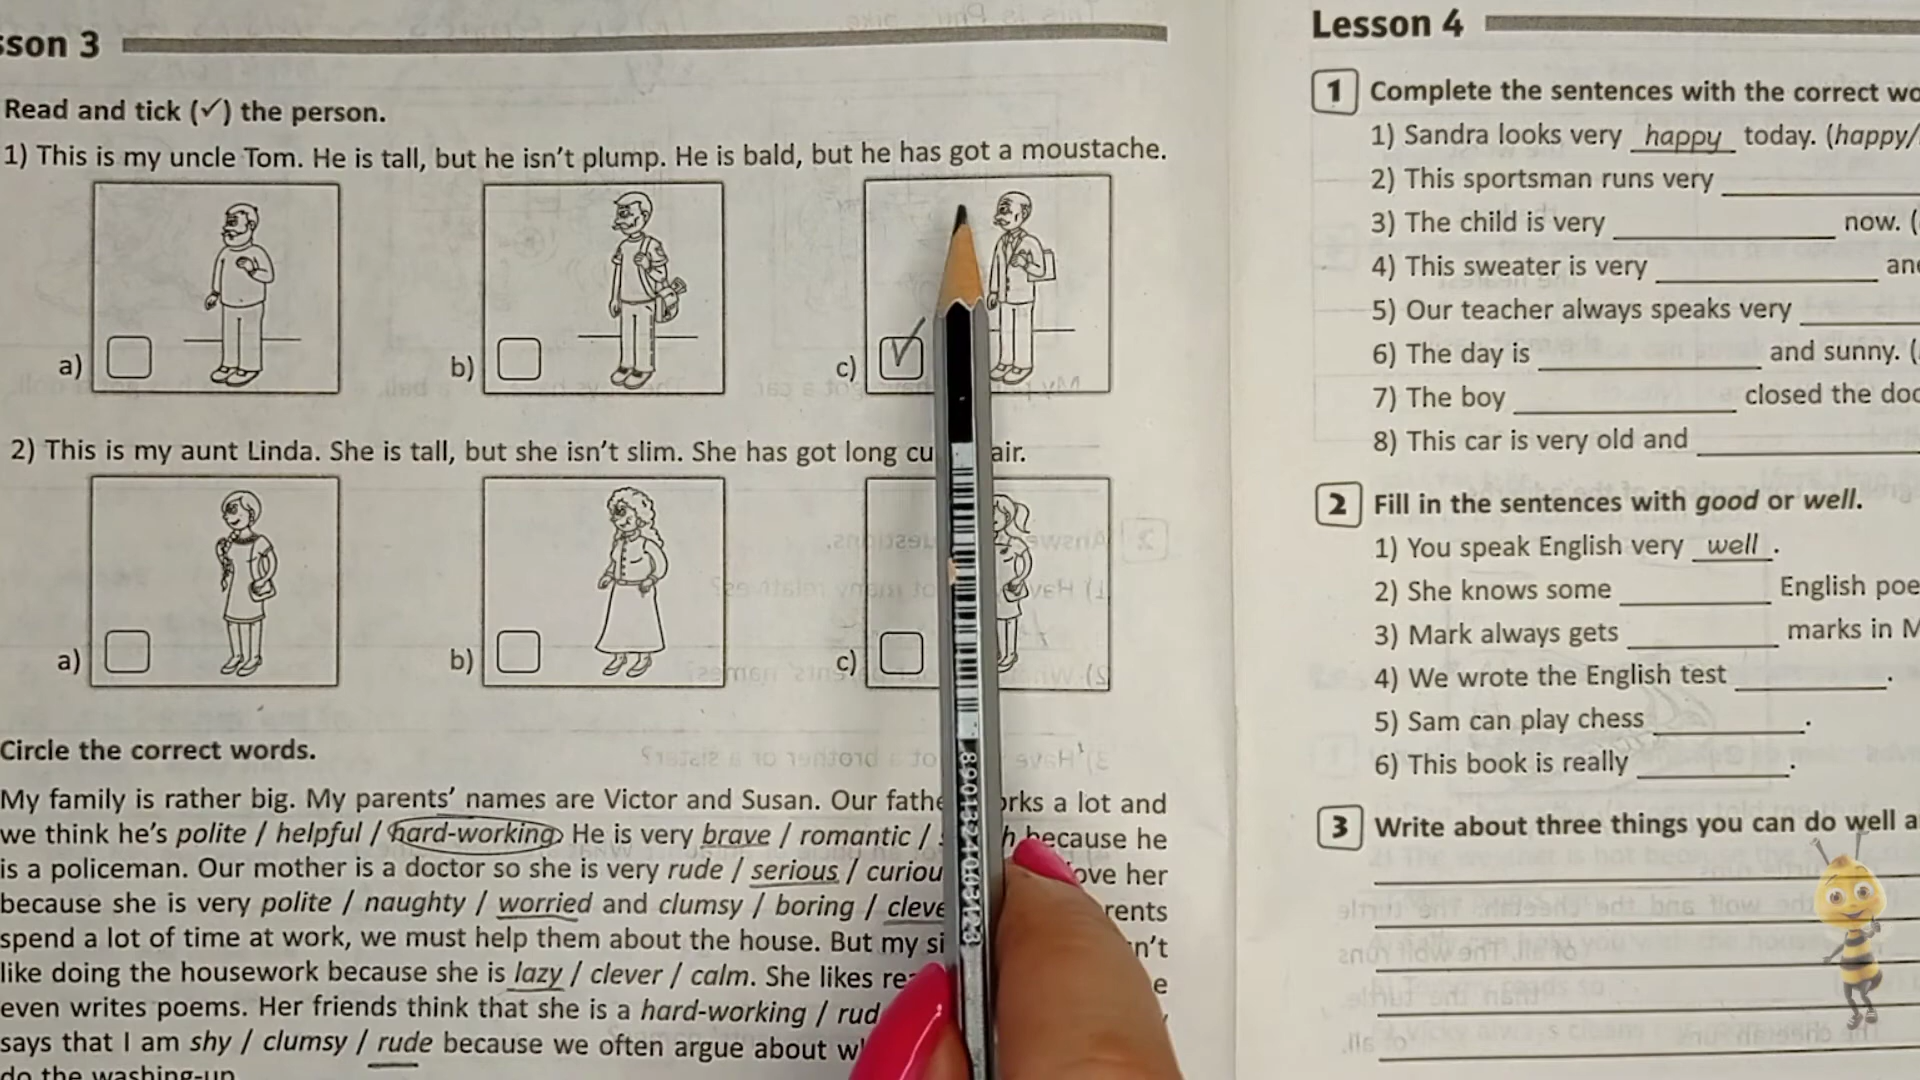 sson 3
Read and tick (✓) the person.
1) This is my uncle Tom. He is tall, but he isn't plump. He is bald, but he has got a moustache.
a)
b)
c)
2) This is my aunt Linda. She is tall, but she isn't slim. She has got long cu air.
a)
b)
c)
Circle the correct words.
My family is rather big. My parents' names are Victor and Susan. Our fathe orks a lot and
we think he's polite / helpful / hard-working. He is very brave / romantic / because he
is a policeman. Our mother is a doctor so she is very rude / serious / curiou ove her
because she is very polite / naughty / worried and clumsy / boring / cleve rents
spend a lot of time at work, we must help them about the house. But my si n't
like doing the housework because she is lazy / clever / calm. She likes re e
even writes poems. Her friends think that she is a hard-working / rud
says that I am shy / clumsy / rude because we often argue about w
do the washing-up
Lesson 4
1 Complete the sentences with the correct wo
1) Sandra looks very happy today. (happy/
2) This sportsman runs very
3) The child is very now. (
4) This sweater is very an
5) Our teacher always speaks very
6) The day is and sunny. (
7) The boy closed the doo
8) This car is very old and
2 Fill in the sentences with good or well.
1) You speak English very well.
2) She knows some English poe
3) Mark always gets marks in M
4) We wrote the English test .
5) Sam can play chess .
6) This book is really .
3 Write about three things you can do well a